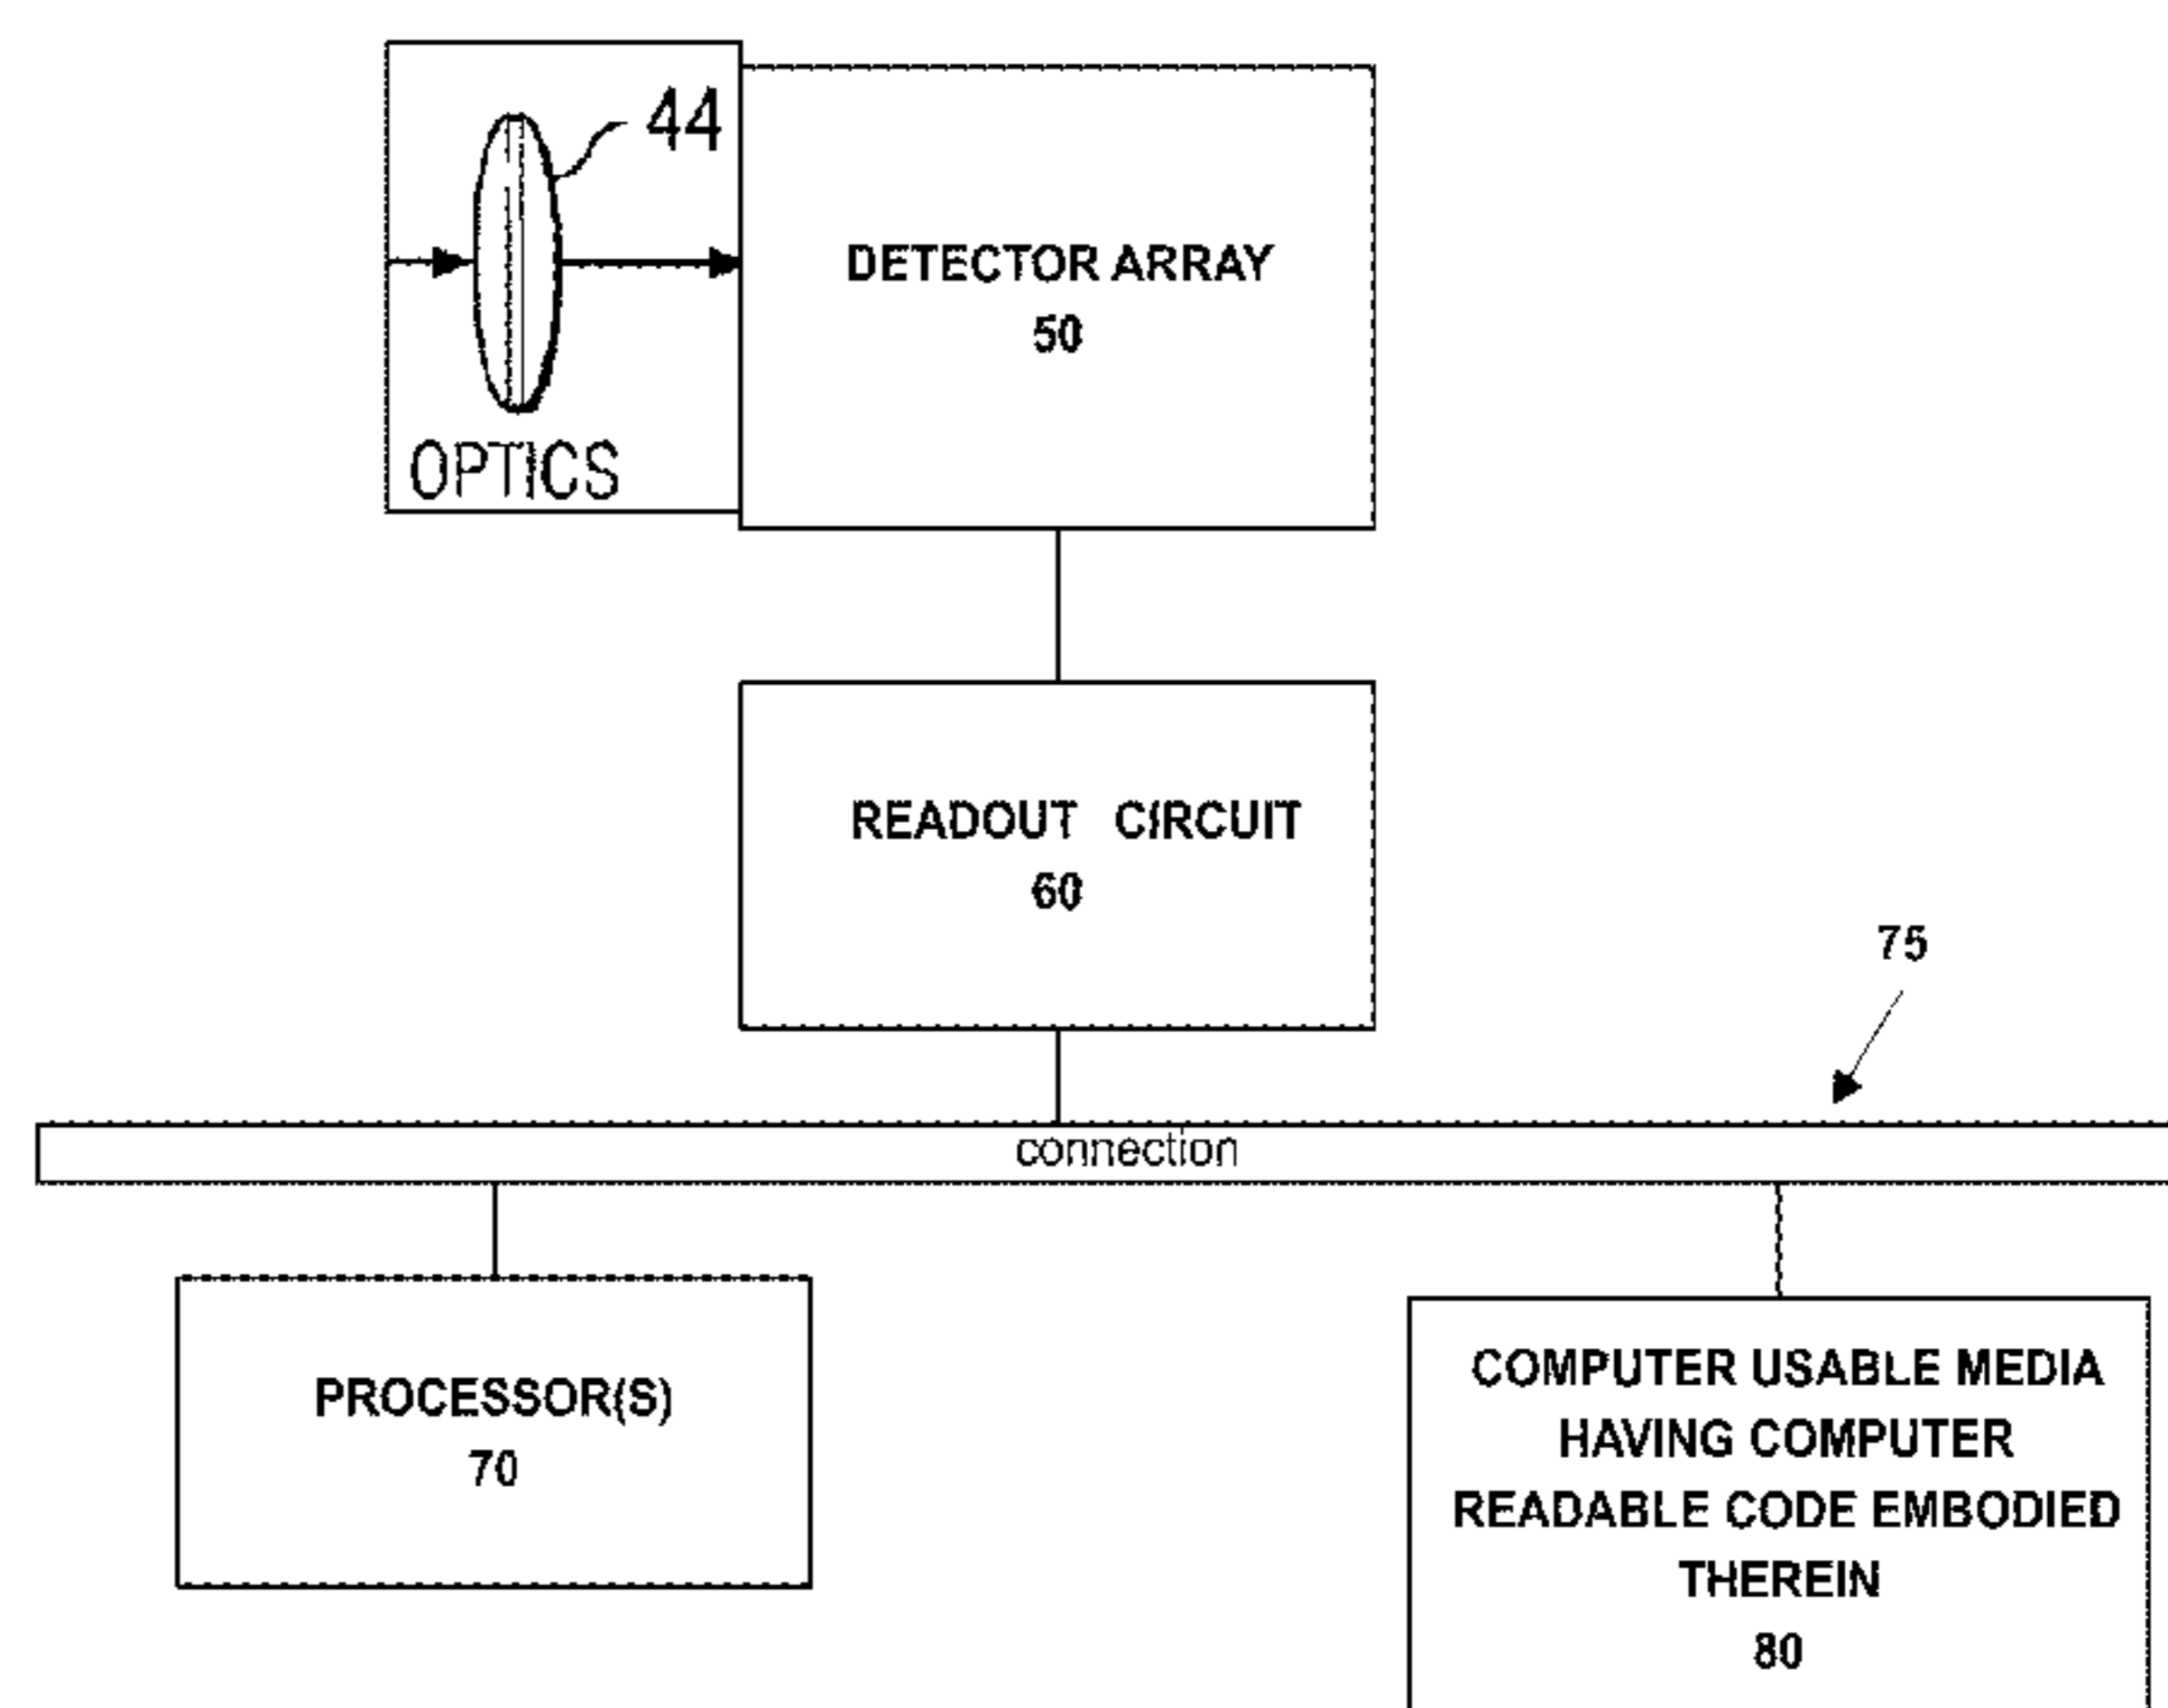 44
OPTICS
DETECTOR ARRAY
50
READOUT CIRCUIT
60
75
connection
PROCESSOR(S)
70
COMPUTER USABLE MEDIA
HAVING COMPUTER
READABLE CODE EMBODIED
THEREIN
80